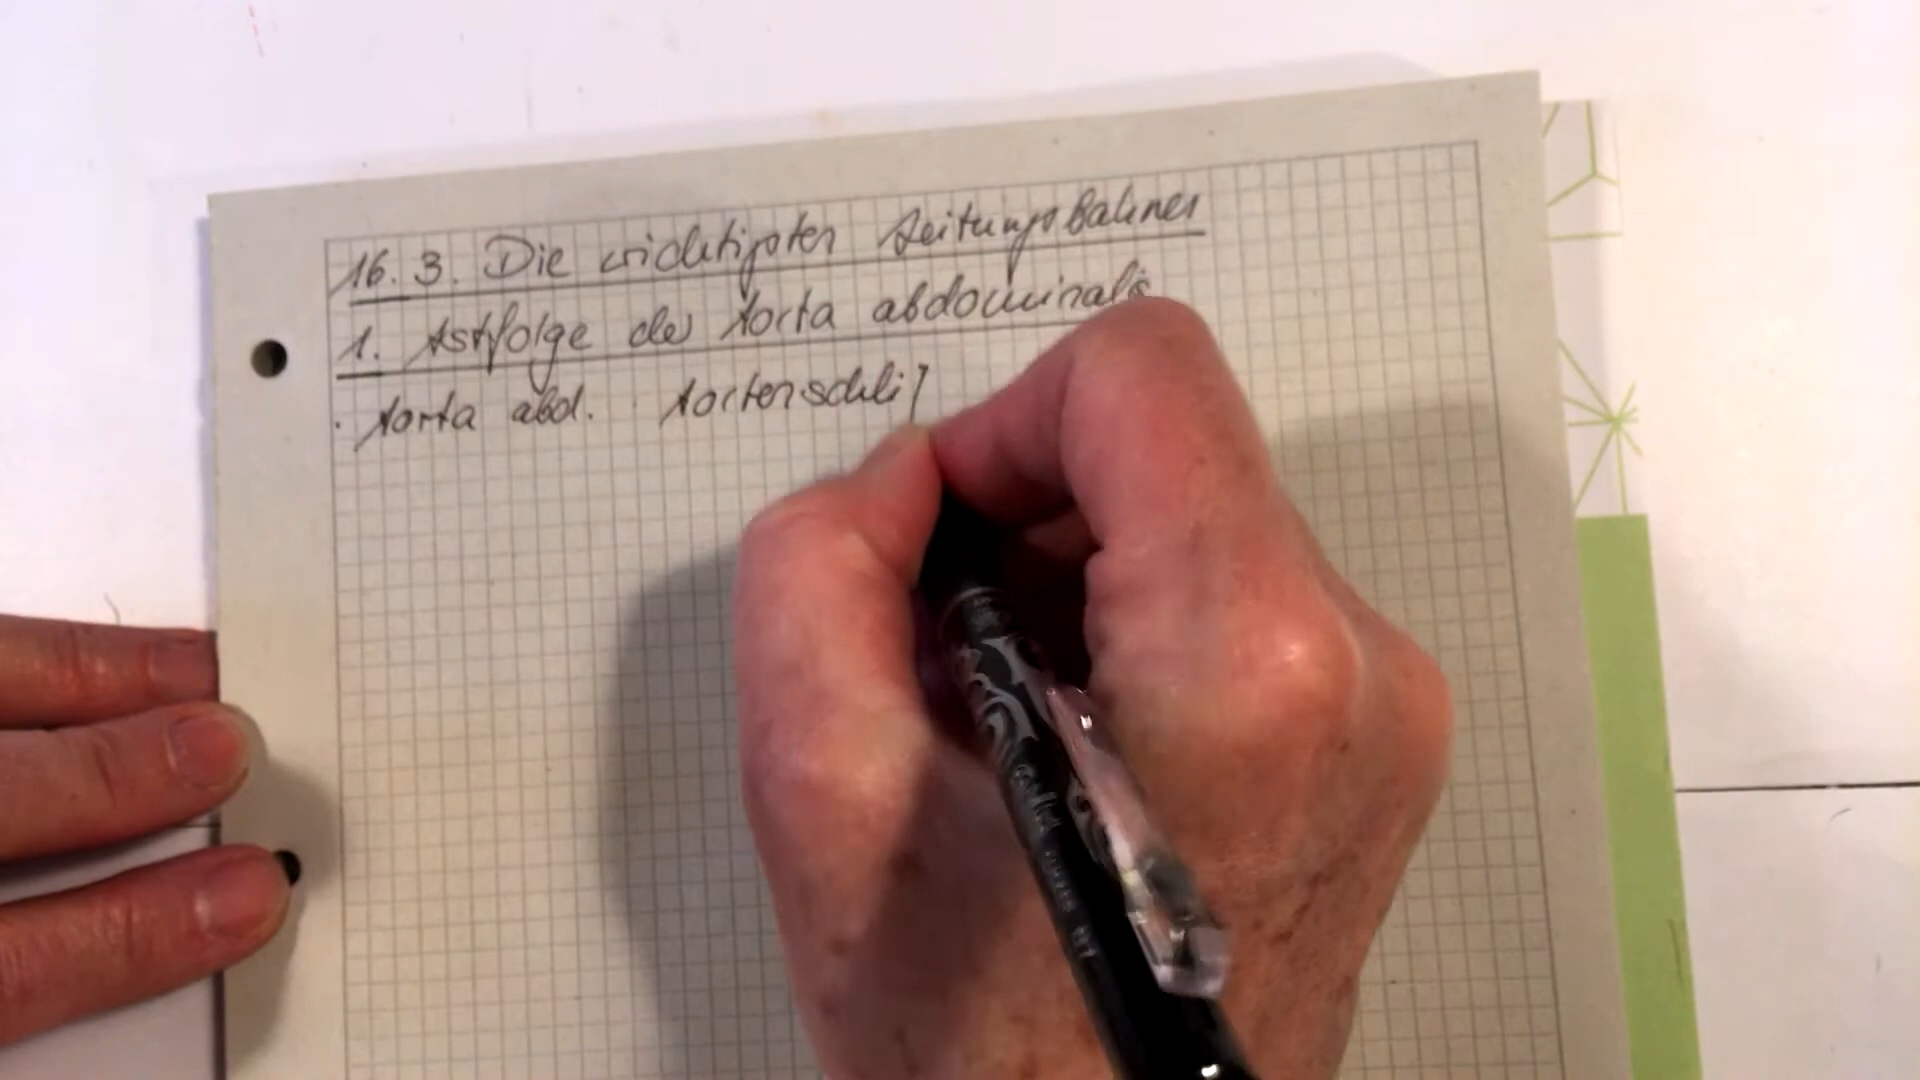 16.3. Die wichtigsten Leitungsbahnen
1. Astfolge der Aorta abdominalis
· Aorta abd. Aortenschli